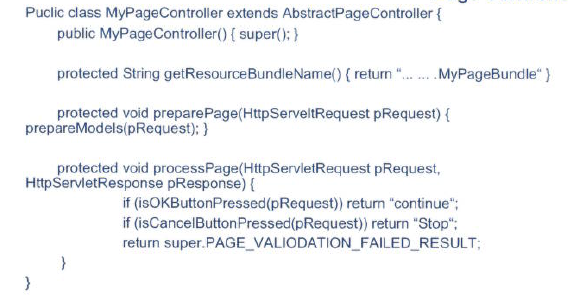 Puclic class MyPageController extends AbstractPageController {
public MyPageController() { super(); }
protected String getResourceBundleName() { return "... ... .MyPageBundle" }
protected void preparePage(HttpServeltRequest pRequest) {
prepareModels(pRequest); }
protected void processPage(HttpServletRequest pRequest,
HttpServletResponse pResponse) {
if (isOKButtonPressed(pRequest)) return "continue";
if (isCancelButtonPressed(pRequest)) return "Stop";
return super.PAGE_VALIODATION_FAILED_RESULT;
}
}